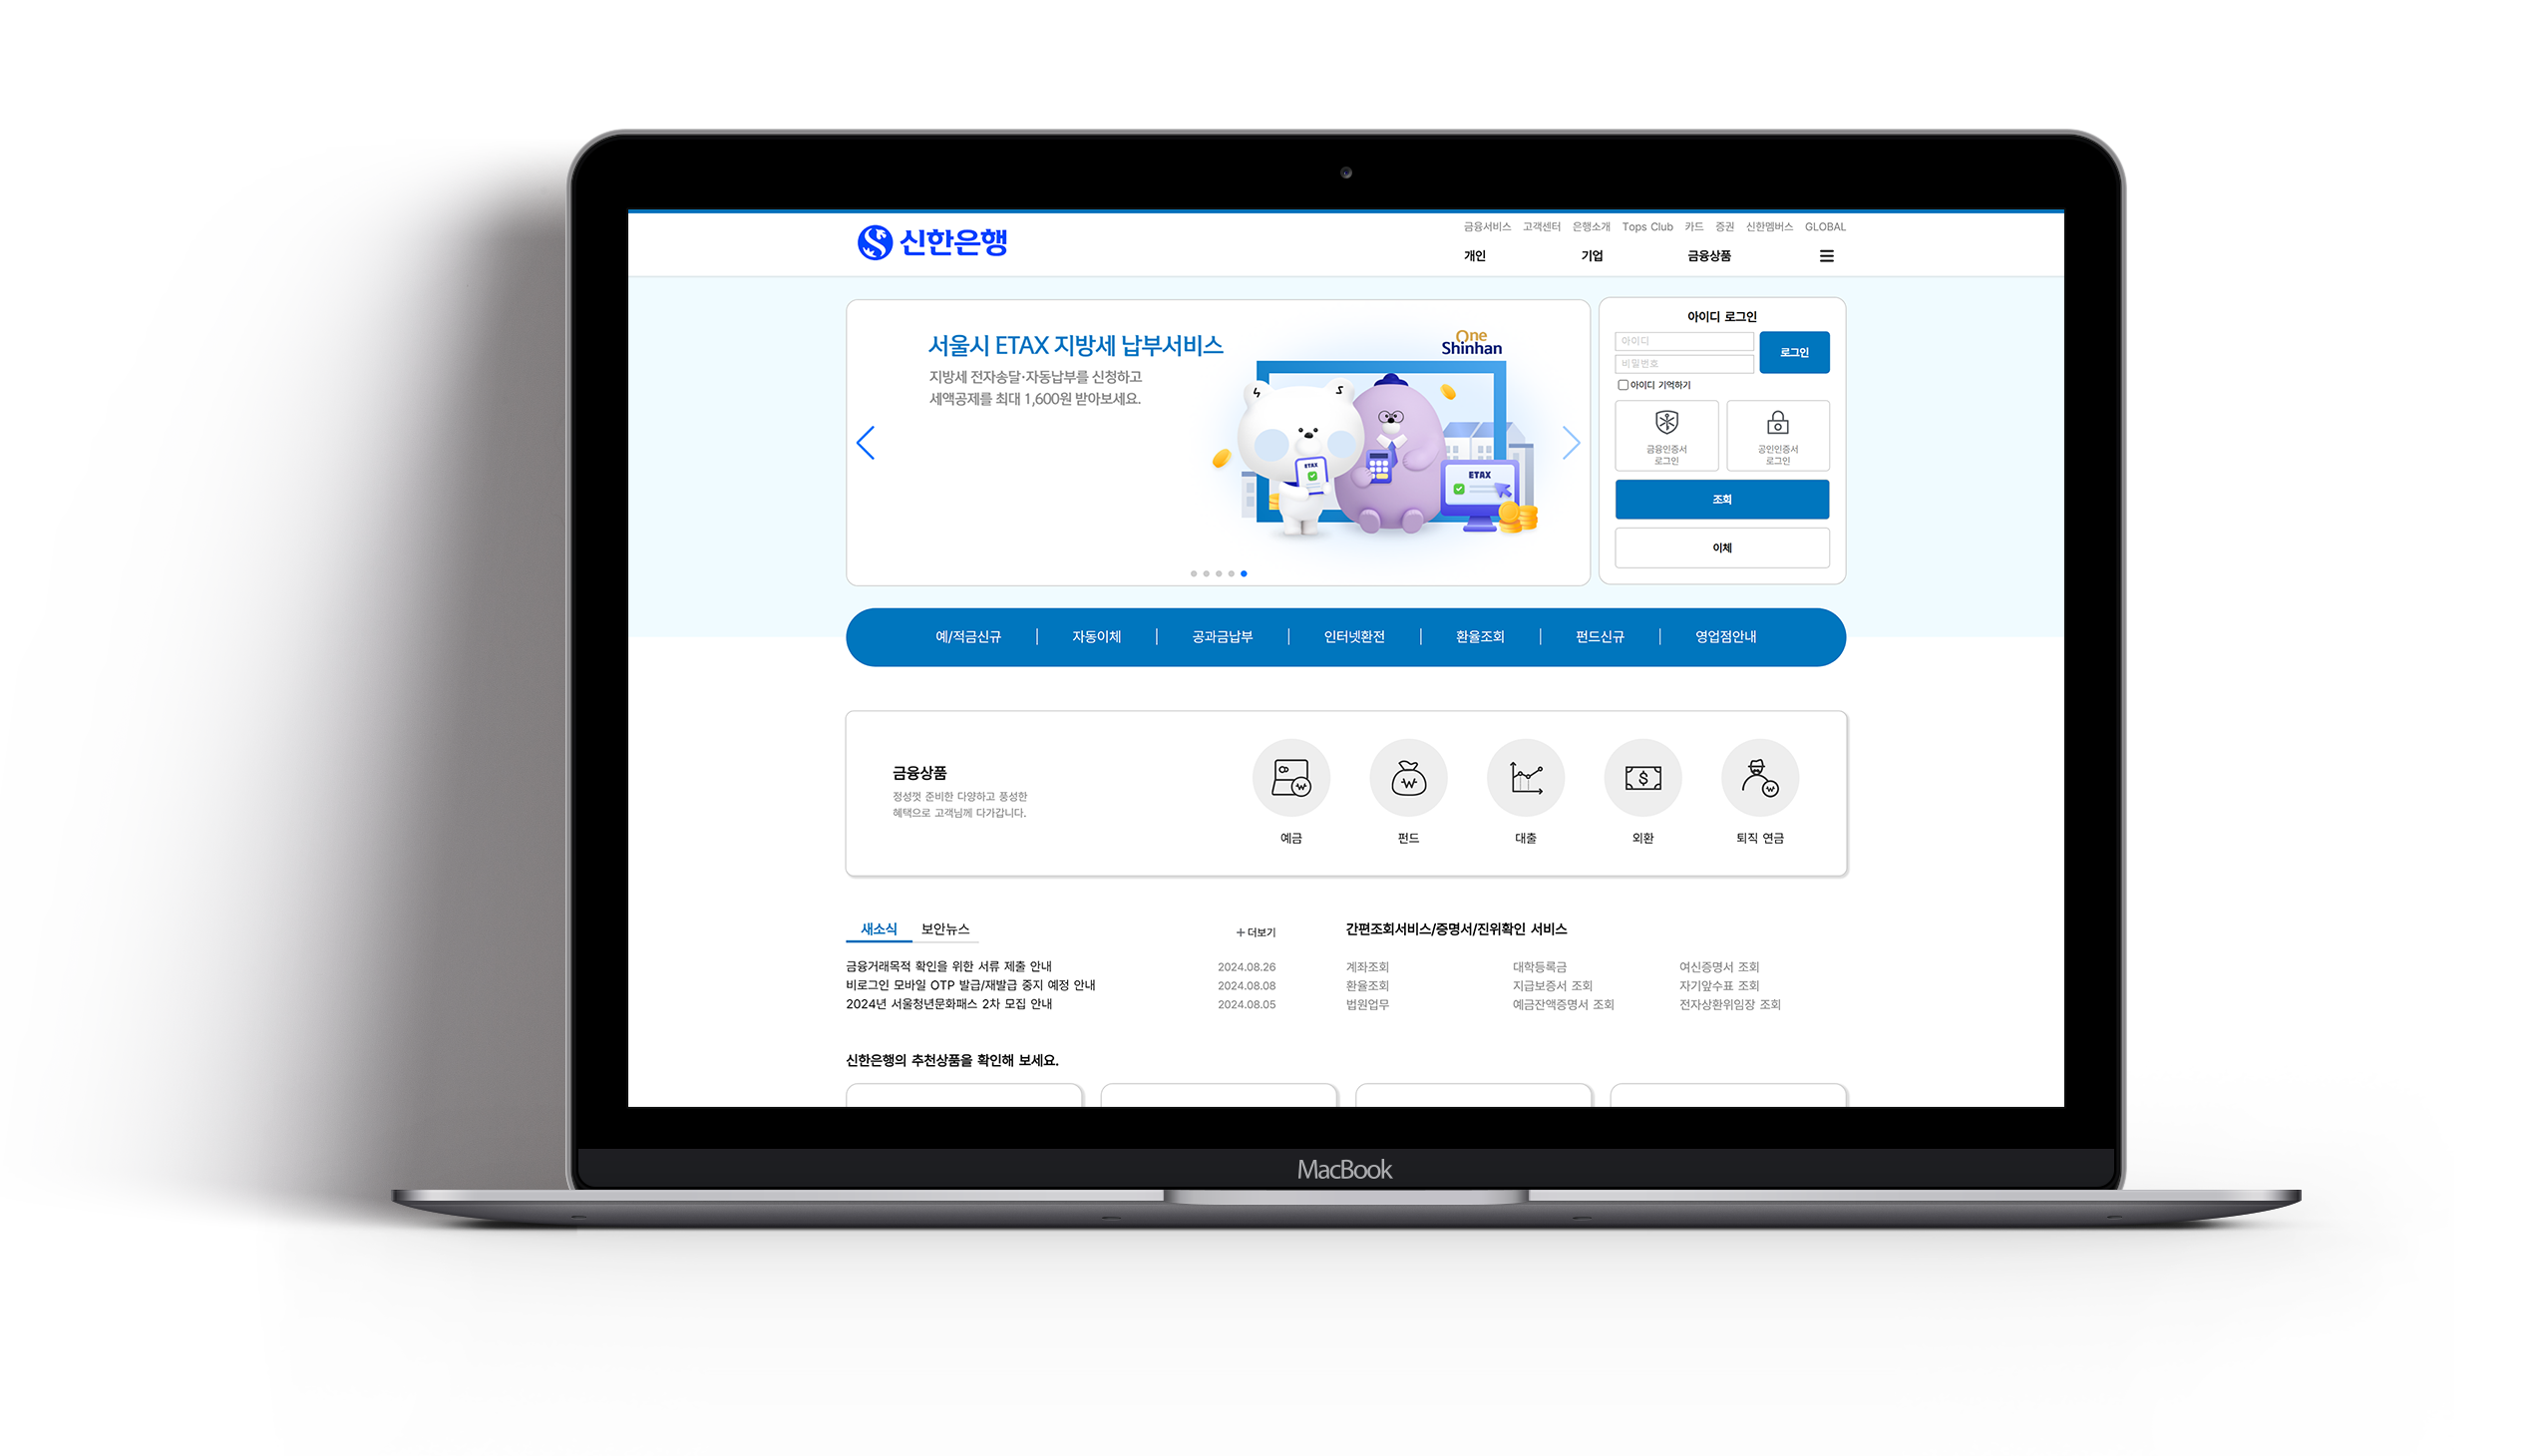 신한은행
금융서비스 고객센터 은행소개 Tops Club 카드 증권 신한멤버스 GLOBAL
개인 기업 금융상품
서울시 ETAX 지방세 납부서비스
지방세 전자송달·자동납부를 신청하고
세액공제를 최대 1,600원 받아보세요.
One
Shinhan
ETAX
ETAX
아이디 로그인
아이디
비밀번호
로그인
아이디 기억하기
금융인증서
로그인
공인인증서
로그인
조회
이체
예/적금신규 자동이체 공과금납부 인터넷환전 환율조회 펀드신규 영업점안내
금융상품
정성껏 준비한 다양하고 풍성한
혜택으로 고객님께 다가갑니다.
예금 펀드 대출 외환 퇴직 연금
새소식 보안뉴스 + 더보기
금융거래목적 확인을 위한 서류 제출 안내 2024.08.26
비로그인 모바일 OTP 발급/재발급 중지 예정 안내 2024.08.08
2024년 서울청년문화패스 2차 모집 안내 2024.08.05
간편조회서비스/증명서/진위확인 서비스
계좌조회 대학등록금 여신증명서 조회
환율조회 지급보증서 조회 자기앞수표 조회
법원업무 예금잔액증명서 조회 전자상환위임장 조회
신한은행의 추천상품을 확인해 보세요.
MacBook